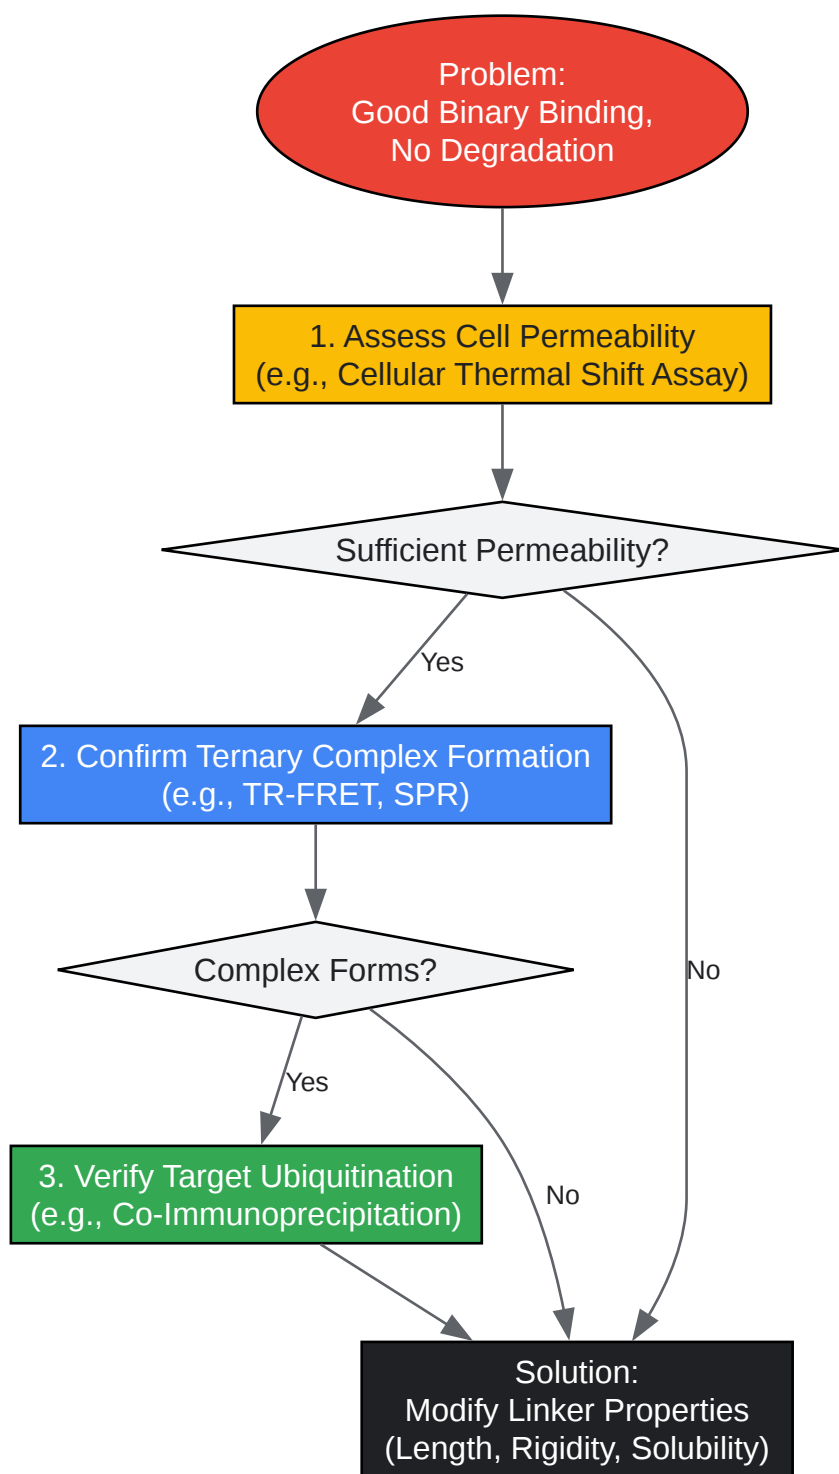 Problem:
Good Binary Binding,
No Degradation
1. Assess Cell Permeability
(e.g., Cellular Thermal Shift Assay)
Sufficient Permeability?
Yes
2. Confirm Ternary Complex Formation
(e.g., TR-FRET, SPR)
Complex Forms?
No
Yes
3. Verify Target Ubiquitination
(e.g., Co-Immunoprecipitation)
No
Solution:
Modify Linker Properties
(Length, Rigidity, Solubility)